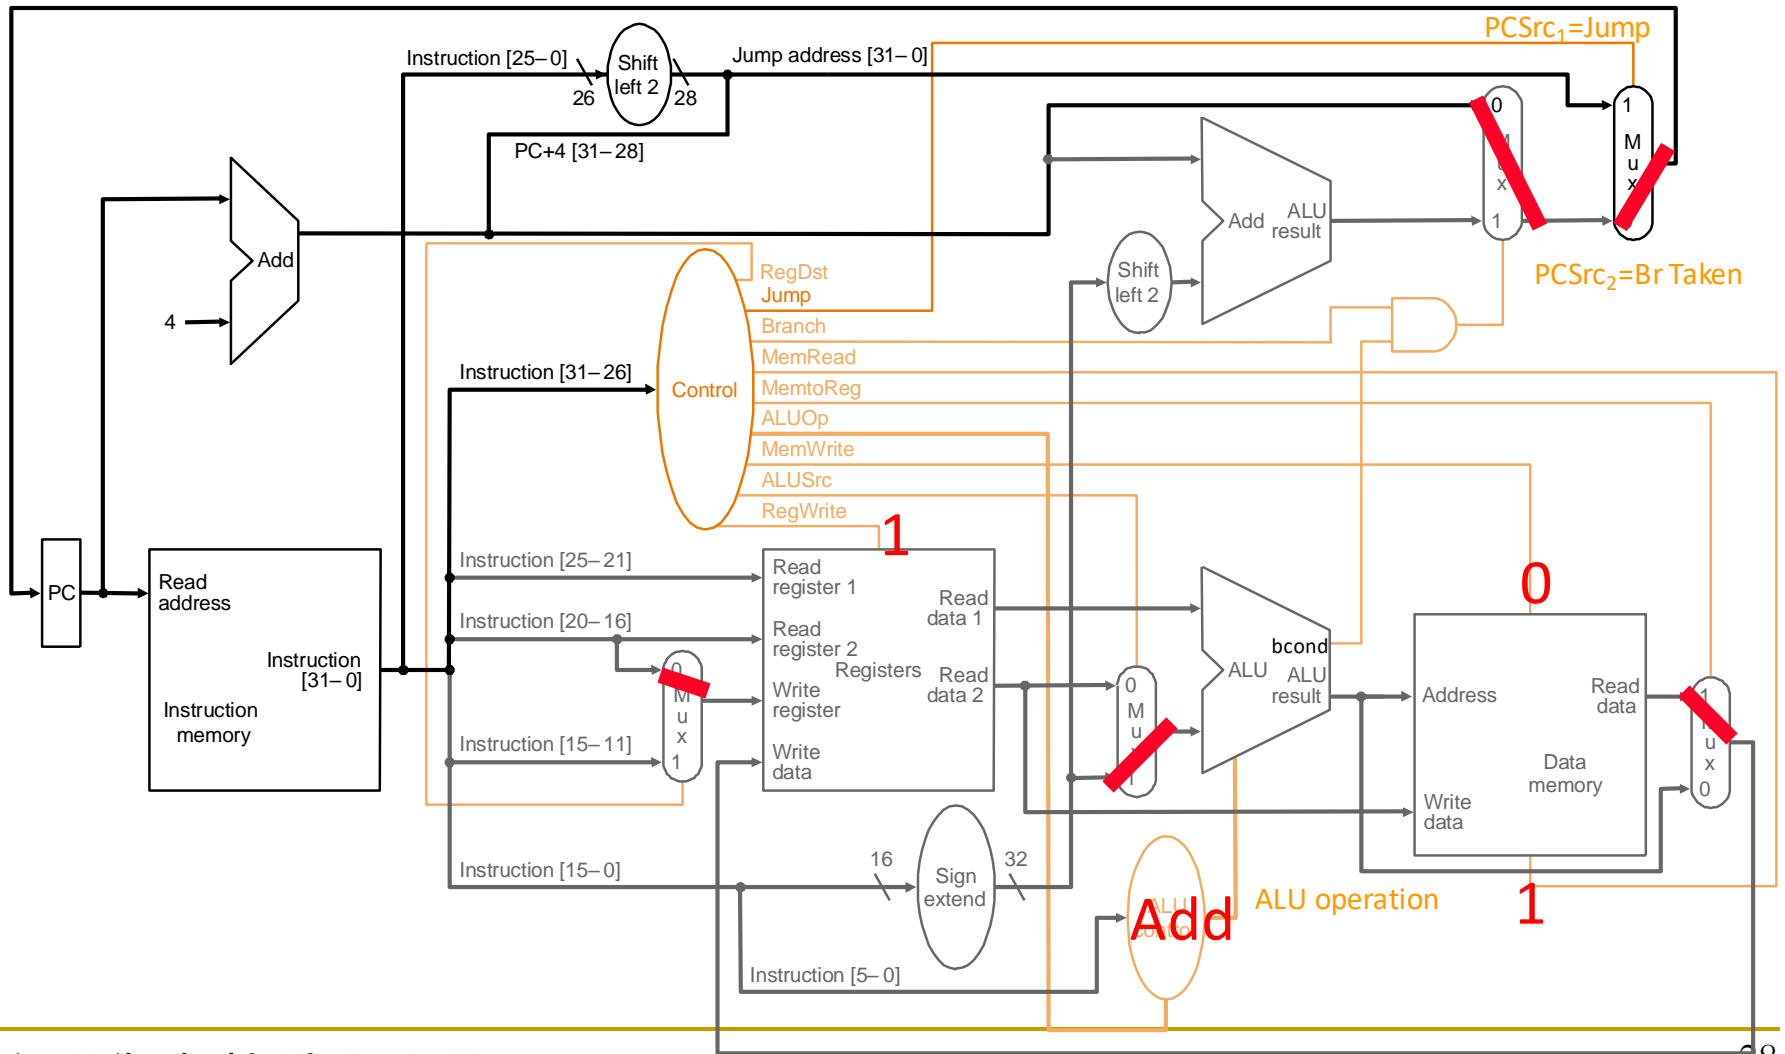 PCSrc1=Jump
Instruction [25–0]
Shift
left 2
Jump address [31–0]
26
28
PC+4 [31–28]
0
M
u
x
1
1
M
u
x
Add
4
Add
ALU
result
Shift
left 2
PCSrc2=Br Taken
RegDst
Jump
Branch
MemRead
MemtoReg
ALUOp
MemWrite
ALUSrc
RegWrite
Instruction [31–26]
Control
1
0
PC
Read
address
Instruction
[31–0]
Instruction
memory
Instruction [25–21]
Instruction [20–16]
Instruction [15–11]
Instruction [15–0]
Instruction [5–0]
0
M
u
x
1
Read
register 1
Read
register 2
Registers
Write
register
Write
data
Read
data 1
Read
data 2
0
M
u
1
bcond
ALU
ALU
result
Address
Read
data
Data
memory
Write
data
1
u
x
0
16
Sign
extend
32
ALU
control
Add
ALU operation
1